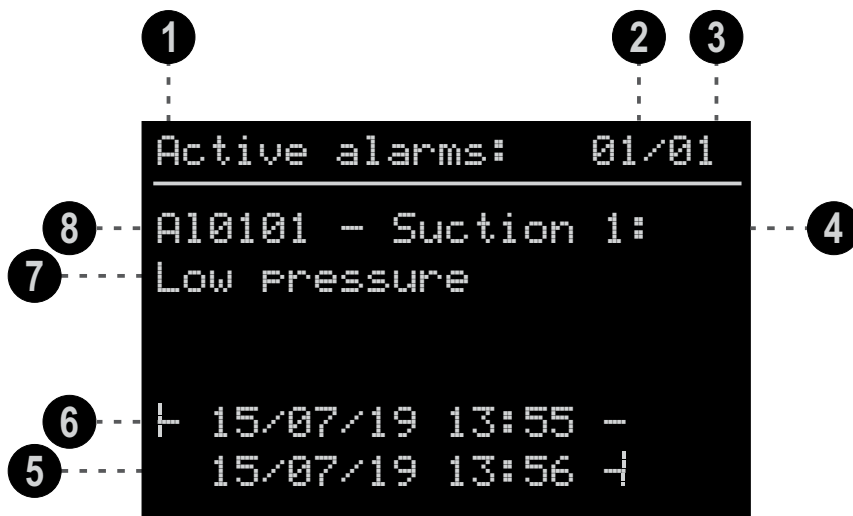 1 2 3
Active alarms: 01/01
8 Al0101 - Suction 1: 4
7 Low pressure
6 ├ 15/07/19 13:55 -
5 15/07/19 13:56 ┤